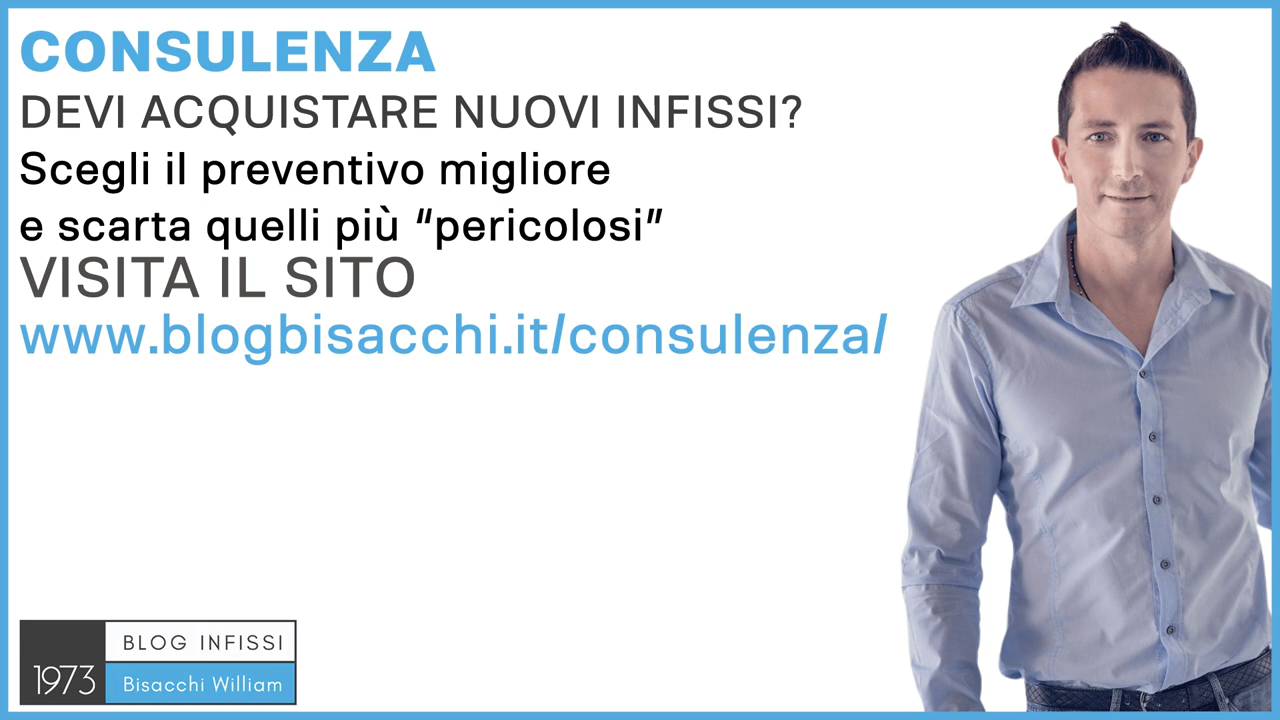 CONSULENZA
DEVI ACQUISTARE NUOVI INFISSI?
Scegli il preventivo migliore
e scarta quelli più “pericolosi”
VISITA IL SITO
www.blogbisacchi.it/consulenza/
1973
BLOG INFISSI
Bisacchi William